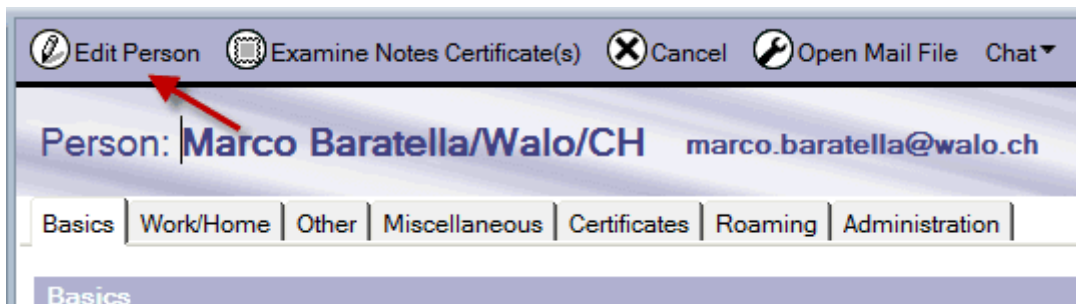 Edit Person Examine Notes Certificate(s) Cancel Open Mail File Chat
Person: Marco Baratella/Walo/CH marco.baratella@walo.ch
Basics Work/Home Other Miscellaneous Certificates Roaming Administration
Basics